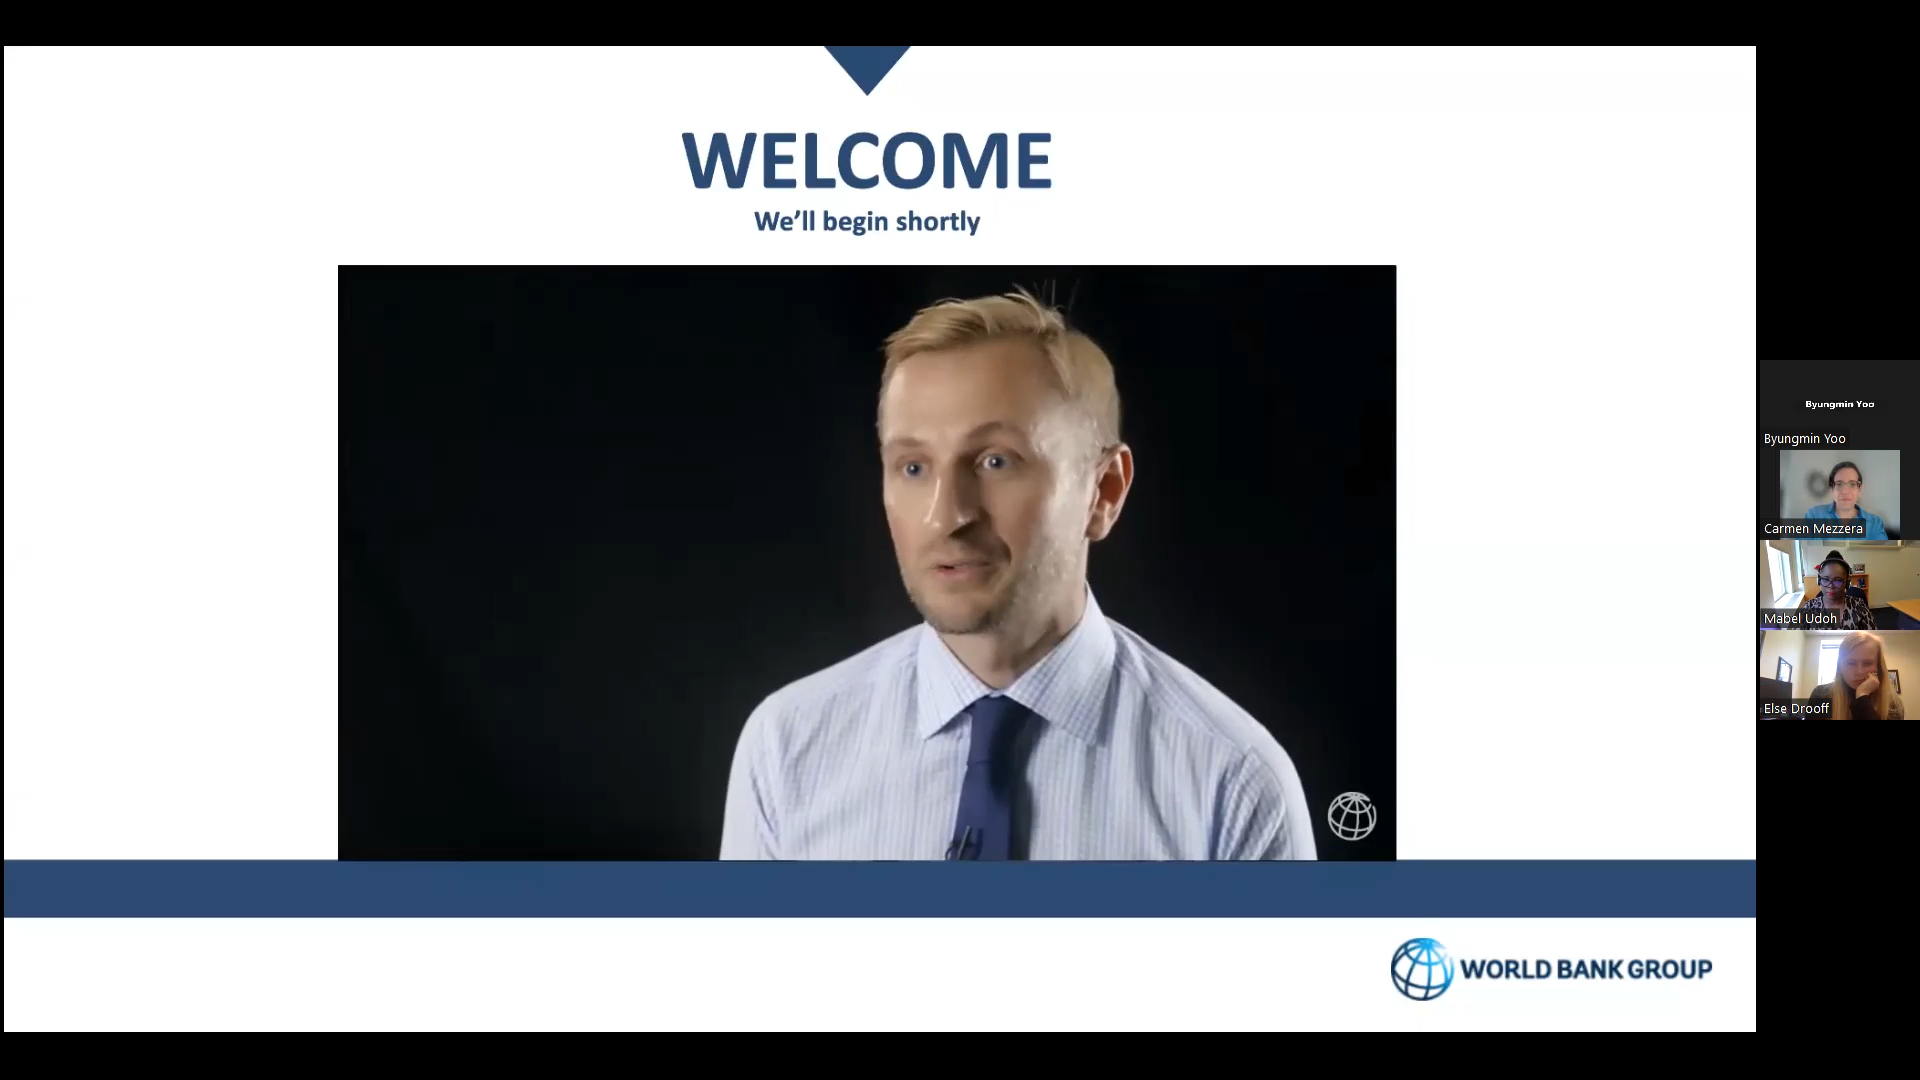 WELCOME
We'll begin shortly
WORLD BANK GROUP
Byungmin Yoo
Byungmin Yoo
Carmen Mezzera
Mabel Udoh
Else Drooff